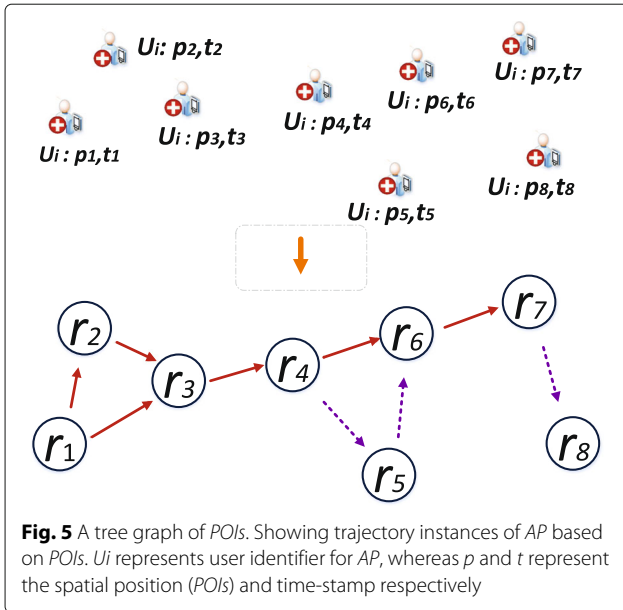 Ui: p2,t2
Ui : p7,t7
Ui : p6,t6
Ui : p3,t3
Ui : p4,t4
Ui : p1,t1
Ui : p8,t8
Ui : p5,t5
r7
r2
r6
r3
r4
r1
r5
r8
Fig. 5 A tree graph of POIs. Showing trajectory instances of AP based
on POIs. Ui represents user identifier for AP, whereas p and t represent
the spatial position (POIs) and time-stamp respectively